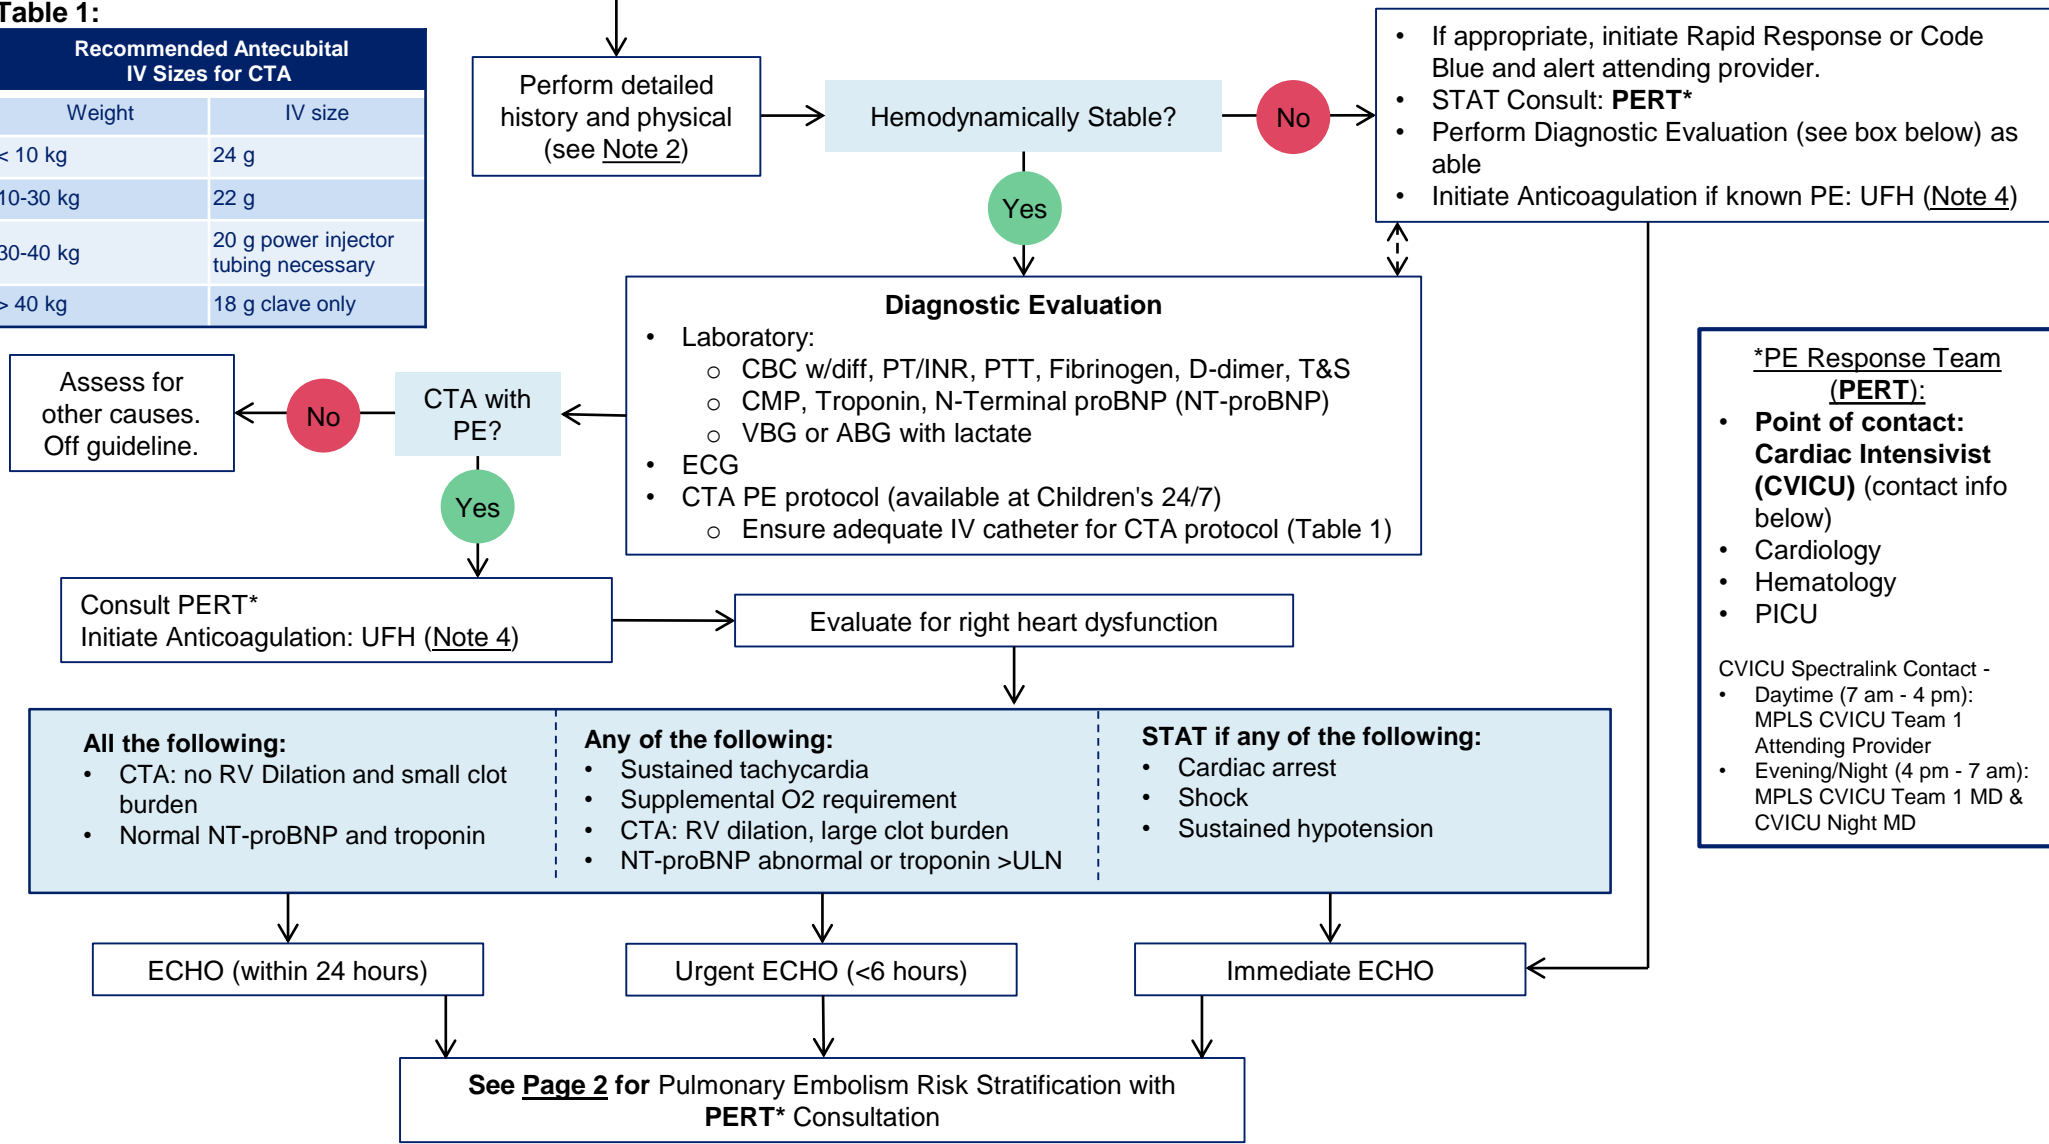 Table 1:
Recommended Antecubital
IV Sizes for CTA
Weight
IV size
< 10 kg
24 g
10-30 kg
22 g
30-40 kg
20 g power injector
tubing necessary
> 40 kg
18 g clave only
Perform detailed
history and physical
(see Note 2)
Hemodynamically Stable?
No
• If appropriate, initiate Rapid Response or Code
Blue and alert attending provider.
• STAT Consult: PERT*
• Perform Diagnostic Evaluation (see box below) as
able
• Initiate Anticoagulation if known PE: UFH (Note 4)
Yes
Diagnostic Evaluation
• Laboratory:
o CBC w/diff, PT/INR, PTT, Fibrinogen, D-dimer, T&S
o CMP, Troponin, N-Terminal proBNP (NT-proBNP)
o VBG or ABG with lactate
• ECG
• CTA PE protocol (available at Children's 24/7)
o Ensure adequate IV catheter for CTA protocol (Table 1)
CTA with
PE?
No
Assess for
other causes.
Off guideline.
Yes
Consult PERT*
Initiate Anticoagulation: UFH (Note 4)
Evaluate for right heart dysfunction
*PE Response Team
(PERT):
• Point of contact:
Cardiac Intensivist
(CVICU) (contact info
below)
• Cardiology
• Hematology
• PICU
CVICU Spectralink Contact -
• Daytime (7 am - 4 pm):
MPLS CVICU Team 1
Attending Provider
• Evening/Night (4 pm - 7 am):
MPLS CVICU Team 1 MD &
CVICU Night MD
All the following:
• CTA: no RV Dilation and small clot
burden
• Normal NT-proBNP and troponin
Any of the following:
• Sustained tachycardia
• Supplemental O2 requirement
• CTA: RV dilation, large clot burden
• NT-proBNP abnormal or troponin >ULN
STAT if any of the following:
• Cardiac arrest
• Shock
• Sustained hypotension
ECHO (within 24 hours)
Urgent ECHO (<6 hours)
Immediate ECHO
See Page 2 for Pulmonary Embolism Risk Stratification with
PERT* Consultation